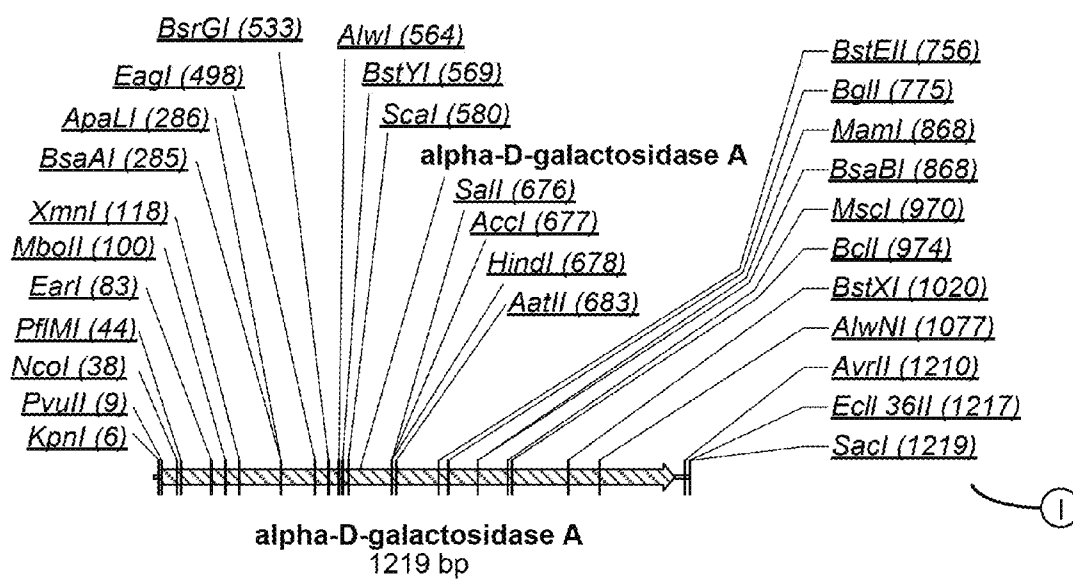 BsrGI (533)
EagI (498)
ApaLI (286)
BsaAI (285)
XmnI (118)
MboII (100)
EarI (83)
PflMI (44)
NcoI (38)
PvuII (9)
KpnI (6)
AlwI (564)
BstYI (569)
ScaI (580)
alpha-D-galactosidase A
SalI (676)
AccI (677)
HindI (678)
AatII (683)
BstEII (756)
BglI (775)
MamI (868)
BsaBI (868)
MscI (970)
BclI (974)
BstXI (1020)
AlwNI (1077)
AvrII (1210)
EclI 36II (1217)
SacI (1219)
alpha-D-galactosidase A
1219 bp
I